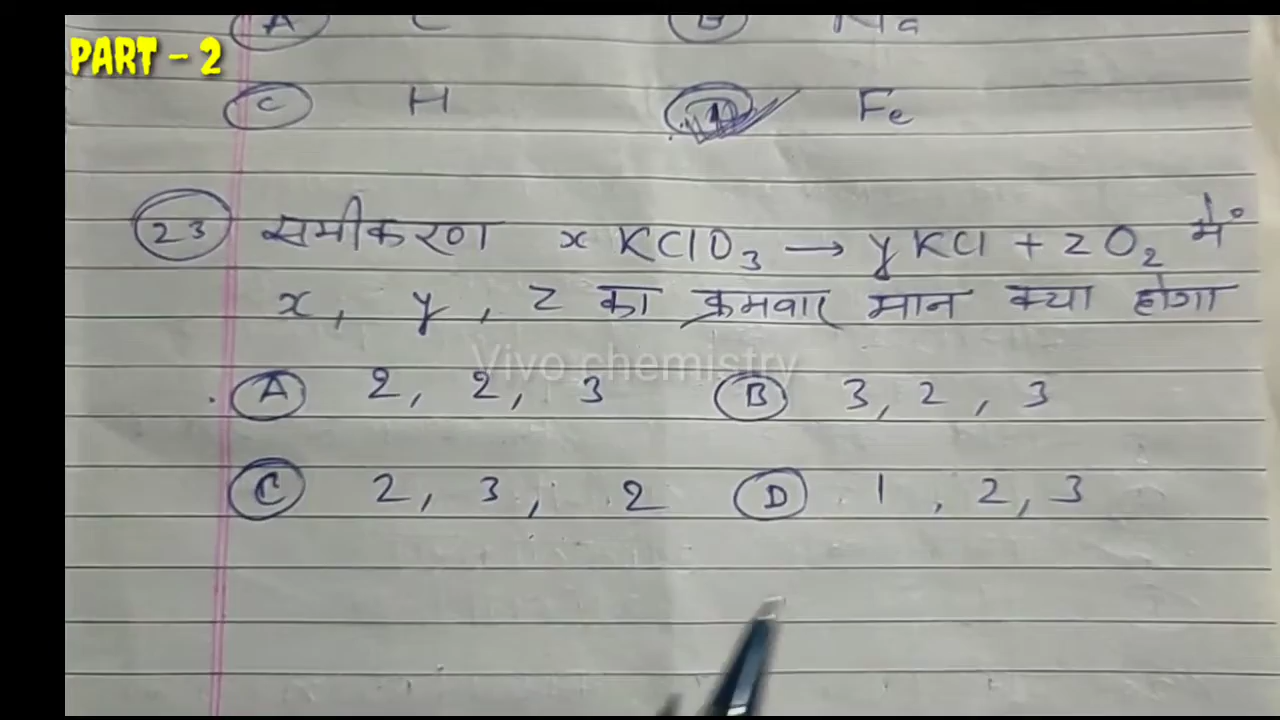 PART - 2
A C B Na
C H D Fe
23 समीकरण x KClO3 → y KCl + z O2 में
x, y, z का क्रमवार मान क्या होगा
Vivo chemistry
A 2, 2, 3 B 3, 2, 3
C 2, 3, 2 D 1, 2, 3